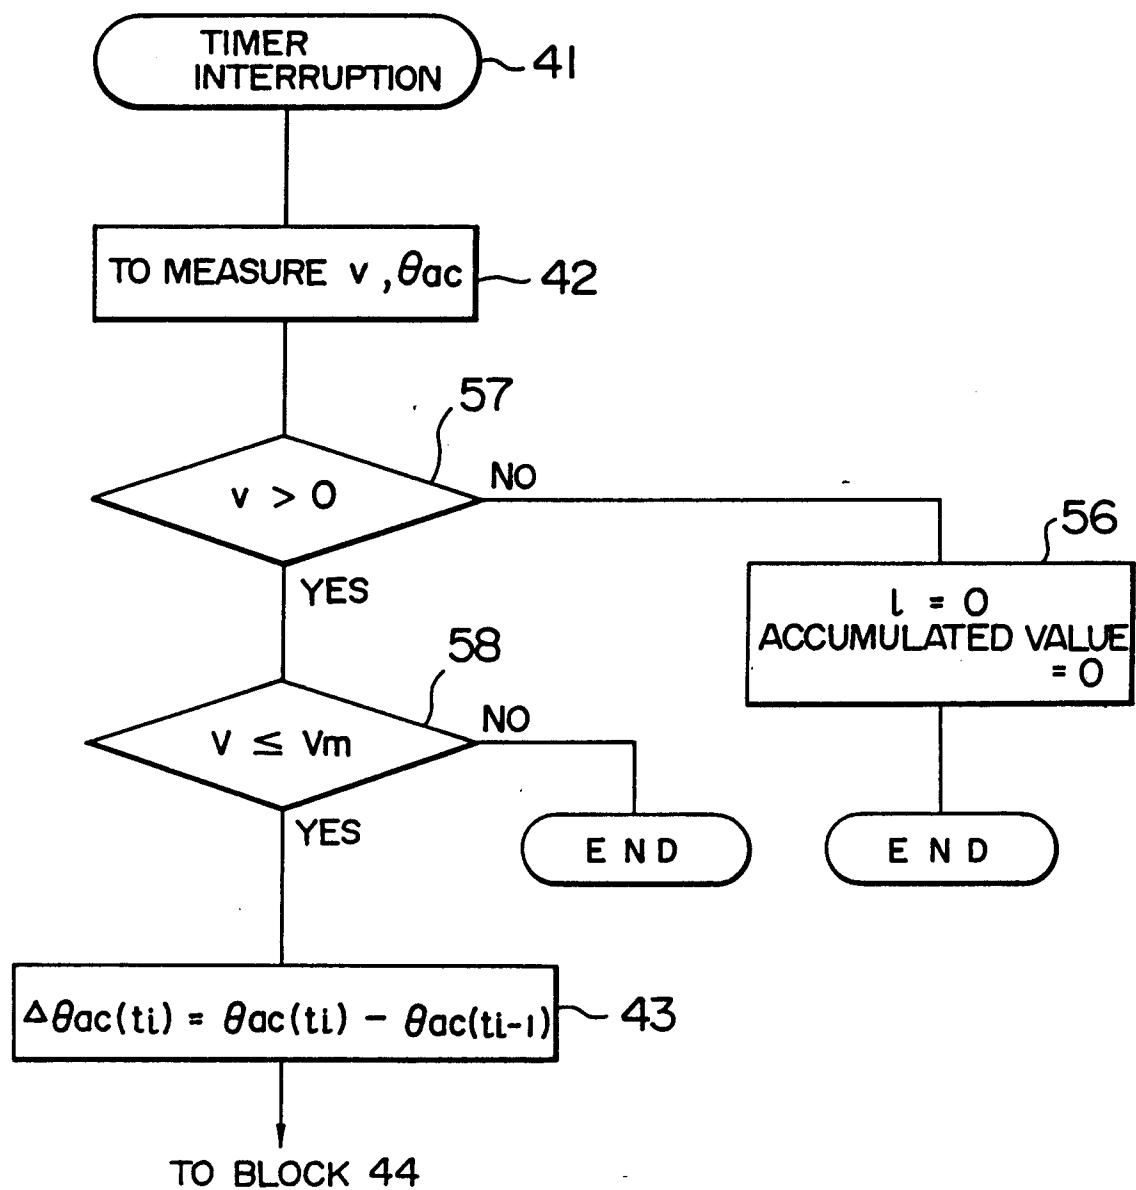 TIMER
INTERRUPTION
41
TO MEASURE v , θac
42
57
v > 0
NO
YES
56
l = 0
ACCUMULATED VALUE
= 0
58
V ≤ Vm
NO
YES
END
END
Δθac(ti) = θac(ti) - θac(ti-1)
43
TO BLOCK 44